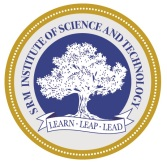 SRM INSTITUTE OF SCIENCE AND TECHNOLOGY
LEARN · LEAP · LEAD